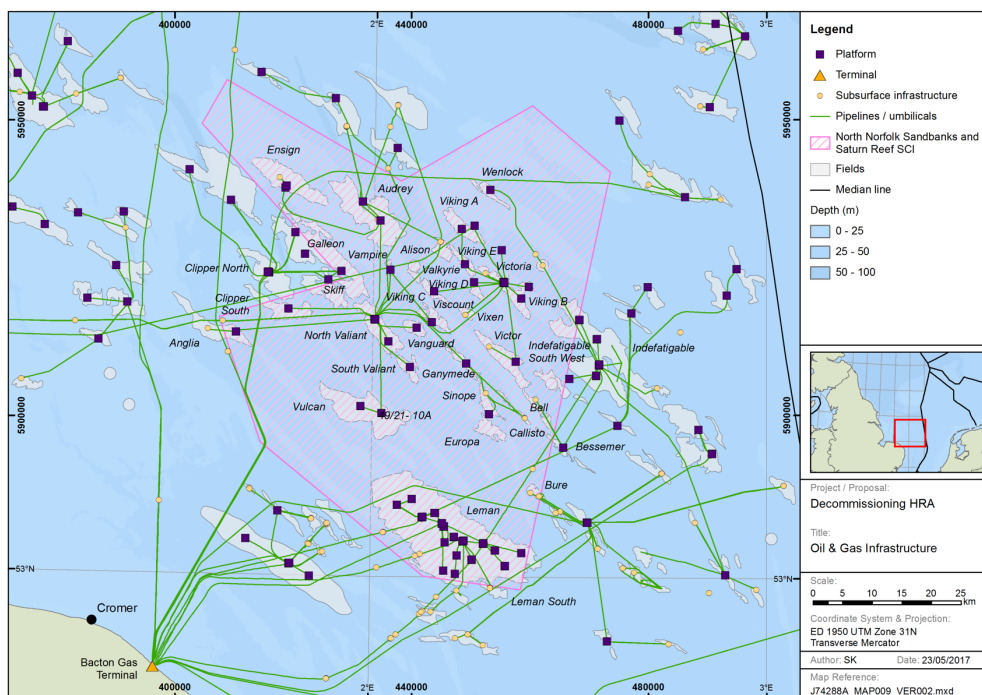 400000
2°E
440000
480000
3°E
5950000
5950000
5900000
5900000
53°N
53°N
400000
2°E
440000
480000
3°E
Ensign
Audrey
Wenlock
Viking A
Galleon
Vampire
Alison
Viking E
Clipper North
Valkyrie
Victoria
Skiff
Viking D
Clipper
South
Viking C
Viscount
Viking B
Vixen
Anglia
North Valiant
Vanguard
Victor
Indefatigable
South West
Indefatigable
South Valiant
Ganymede
Sinope
Vulcan
49/21- 10A
Bell
Callisto
Europa
Bessemer
Bure
Leman
Leman South
Cromer
Bacton Gas
Terminal
Legend
Platform
Terminal
Subsurface infrastructure
Pipelines / umbilicals
North Norfolk Sandbanks and
Saturn Reef SCI
Fields
Median line
Depth (m)
0 - 25
25 - 50
50 - 100
Project / Proposal:
Decommissioning HRA
Title:
Oil & Gas Infrastructure
Scale:
0 5 10 15 20 25
km
Coordinate System & Projection:
ED 1950 UTM Zone 31N
Transverse Mercator
Author: SK Date: 23/05/2017
Map Reference:
J74288A_MAP009_VER002.mxd